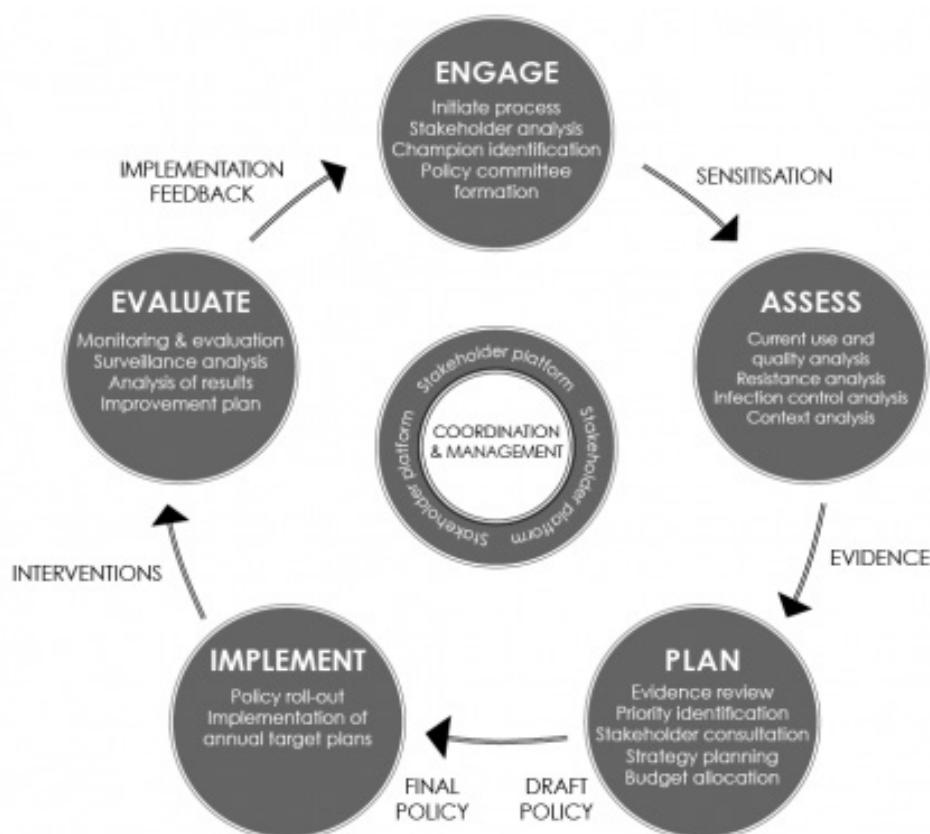 ENGAGE
Initiate process
Stakeholder analysis
Champion identification
Policy committee
formation
SENSITISATION
ASSESS
Current use and
quality analysis
Resistance analysis
Infection control analysis
Context analysis
EVIDENCE
PLAN
Evidence review
Priority identification
Stakeholder consultation
Strategy planning
Budget allocation
DRAFT
POLICY
FINAL
POLICY
IMPLEMENT
Policy roll-out
Implementation of
annual target plans
INTERVENTIONS
EVALUATE
Monitoring & evaluation
Surveillance analysis
Analysis of results
Improvement plan
IMPLEMENTATION
FEEDBACK
Stakeholder platform
Stakeholder platform
Stakeholder platform
COORDINATION
& MANAGEMENT